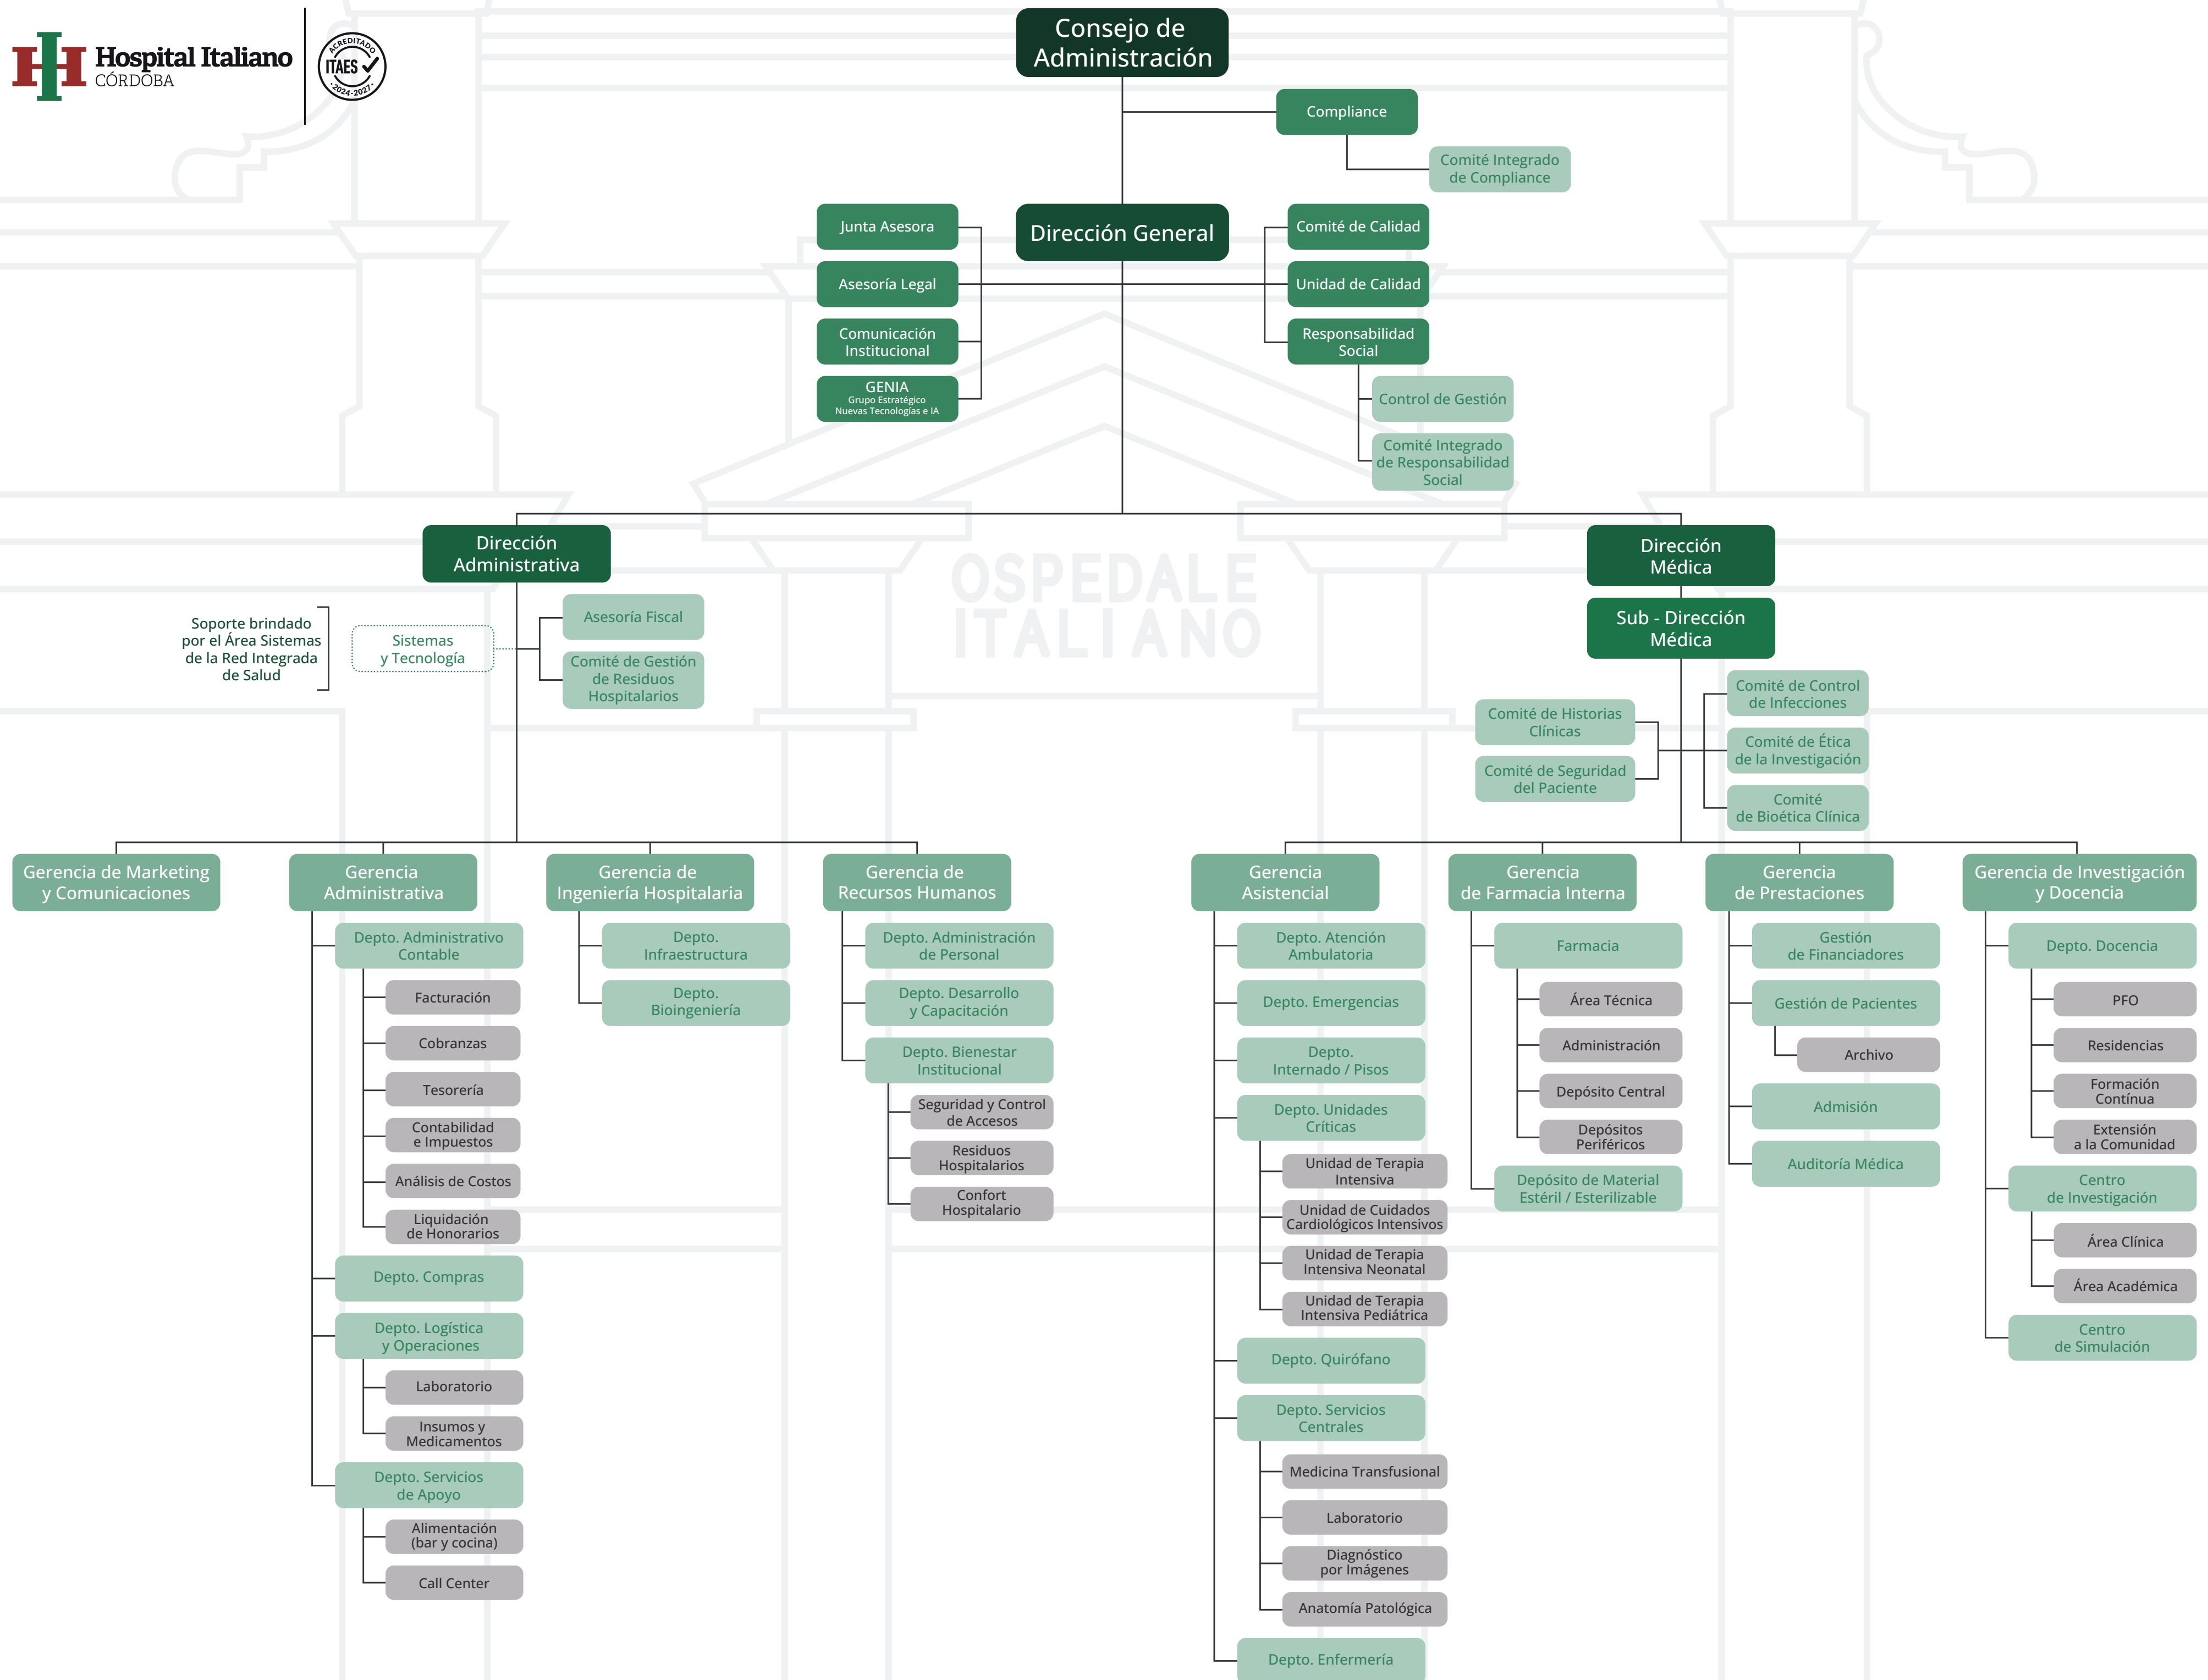 Hospital Italiano
CÓRDOBA
ACREDITADO
ITAES
·2024-2027·
Consejo de
Administración
Compliance
Comité Integrado
de Compliance
Dirección General
Junta Asesora
Asesoría Legal
Comunicación
Institucional
GENIA
Grupo Estratégico
Nuevas Tecnologías e IA
Comité de Calidad
Unidad de Calidad
Responsabilidad
Social
Control de Gestión
Comité Integrado
de Responsabilidad
Social
OSPEDALE
ITALIANO
Dirección
Administrativa
Soporte brindado
por el Área Sistemas
de la Red Integrada
de Salud
Sistemas
y Tecnología
Asesoría Fiscal
Comité de Gestión
de Residuos
Hospitalarios
Dirección
Médica
Sub - Dirección
Médica
Comité de Historias
Clínicas
Comité de Seguridad
del Paciente
Comité de Control
de Infecciones
Comité de Ética
de la Investigación
Comité
de Bioética Clínica
Gerencia de Marketing
y Comunicaciones
Gerencia
Administrativa
Depto. Administrativo
Contable
Facturación
Cobranzas
Tesorería
Contabilidad
e Impuestos
Análisis de Costos
Liquidación
de Honorarios
Depto. Compras
Depto. Logística
y Operaciones
Laboratorio
Insumos y
Medicamentos
Depto. Servicios
de Apoyo
Alimentación
(bar y cocina)
Call Center
Gerencia de
Ingeniería Hospitalaria
Depto.
Infraestructura
Depto.
Bioingeniería
Gerencia de
Recursos Humanos
Depto. Administración
de Personal
Depto. Desarrollo
y Capacitación
Depto. Bienestar
Institucional
Seguridad y Control
de Accesos
Residuos
Hospitalarios
Confort
Hospitalario
Gerencia
Asistencial
Depto. Atención
Ambulatoria
Depto. Emergencias
Depto.
Internado / Pisos
Depto. Unidades
Críticas
Unidad de Terapia
Intensiva
Unidad de Cuidados
Cardiológicos Intensivos
Unidad de Terapia
Intensiva Neonatal
Unidad de Terapia
Intensiva Pediátrica
Depto. Quirófano
Depto. Servicios
Centrales
Medicina Transfusional
Laboratorio
Diagnóstico
por Imágenes
Anatomía Patológica
Depto. Enfermería
Gerencia
de Farmacia Interna
Farmacia
Área Técnica
Administración
Depósito Central
Depósitos
Periféricos
Depósito de Material
Estéril / Esterilizable
Gerencia
de Prestaciones
Gestión
de Financiadores
Gestión de Pacientes
Archivo
Admisión
Auditoría Médica
Gerencia de Investigación
y Docencia
Depto. Docencia
PFO
Residencias
Formación
Contínua
Extensión
a la Comunidad
Centro
de Investigación
Área Clínica
Área Académica
Centro
de Simulación